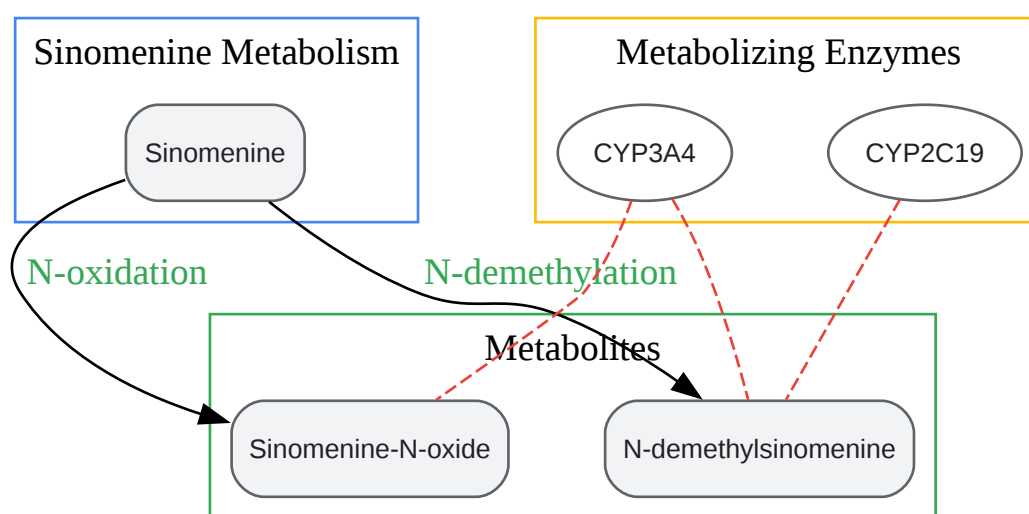 Sinomenine Metabolism
Metabolizing Enzymes
Sinomenine
CYP3A4
CYP2C19
N-oxidation
N-demethylation
Metabolites
Sinomenine-N-oxide
N-demethylsinomenine